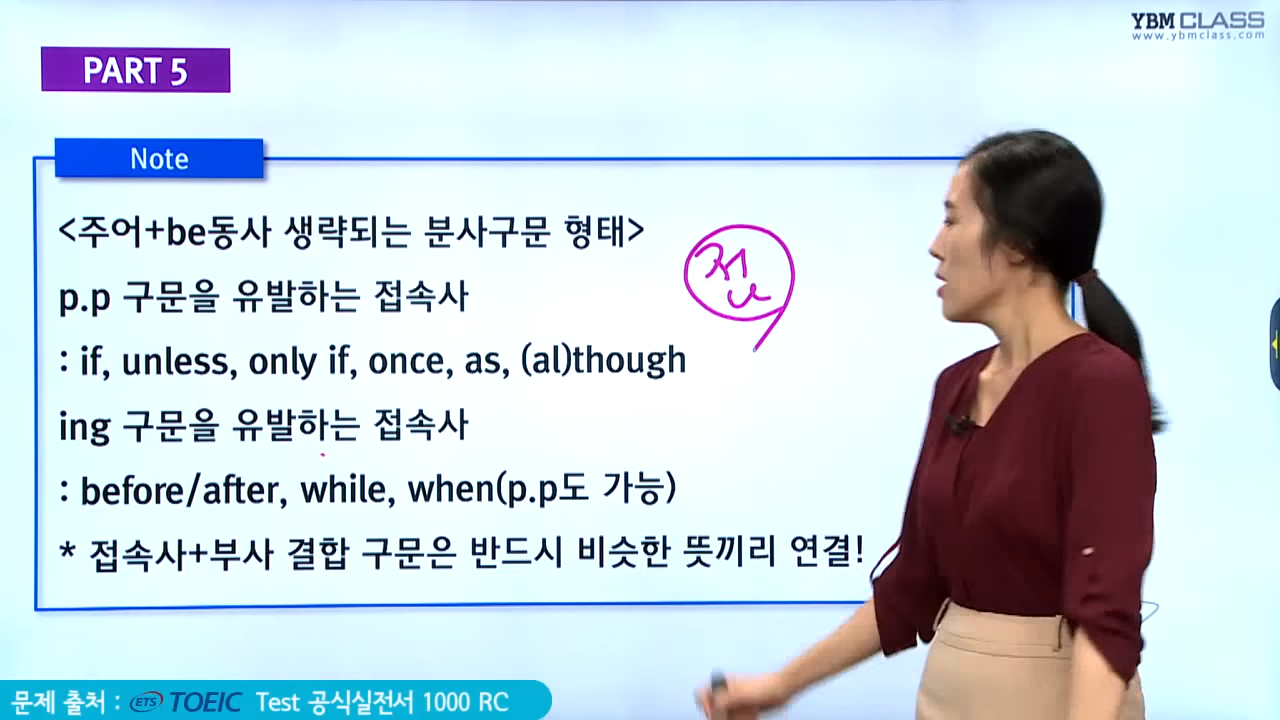 YBM CLASS
www.ybmclass.com
PART 5
Note
<주어+be동사 생략되는 분사구문 형태>
전
p.p 구문을 유발하는 접속사
: if, unless, only if, once, as, (al)though
ing 구문을 유발하는 접속사
: before/after, while, when(p.p도 가능)
* 접속사+부사 결합 구문은 반드시 비슷한 뜻끼리 연결!
문제 출처 : ETS TOEIC Test 공식실전서 1000 RC